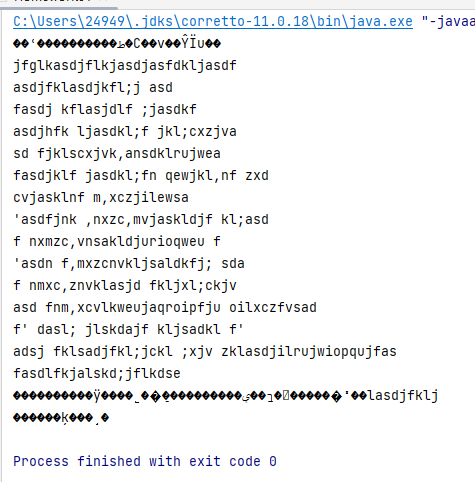 C:\Users\24949\.jdks\corretto-11.0.18\bin\java.exe "-javaa
jfglkasdjflkjasdjasfdkljasdf
asdjfklasdjkfl;j asd
fasdj kflasjdlf ;jasdkf
asdjhfk ljasdkl;f jkl;cxzjva
sd fjklscxjvk,ansdklrujwea
fasdjklf jasdkl;fn qewjkl,nf zxd
cvjasklnf m,xczjilewsa
'asdfjnk ,nxzc,mvjaskldjf kl;asd
f nxmzc,vnsakldjurioqweu f
'asdn f,mxzcnvkljsaldkfj; sda
f nmxc,znvklasjd fkljxl;ckjv
asd fnm,xcvlkweujaqroipfju oilxczfvsad
f' dasl; jlskdajf kljsadkl f'
adsj fklsadjfkl;jckl ;xjv zklasdjilrujwiopqujfas
fasdlfkjalskd;jflkdse
lasdjfklj
Process finished with exit code 0